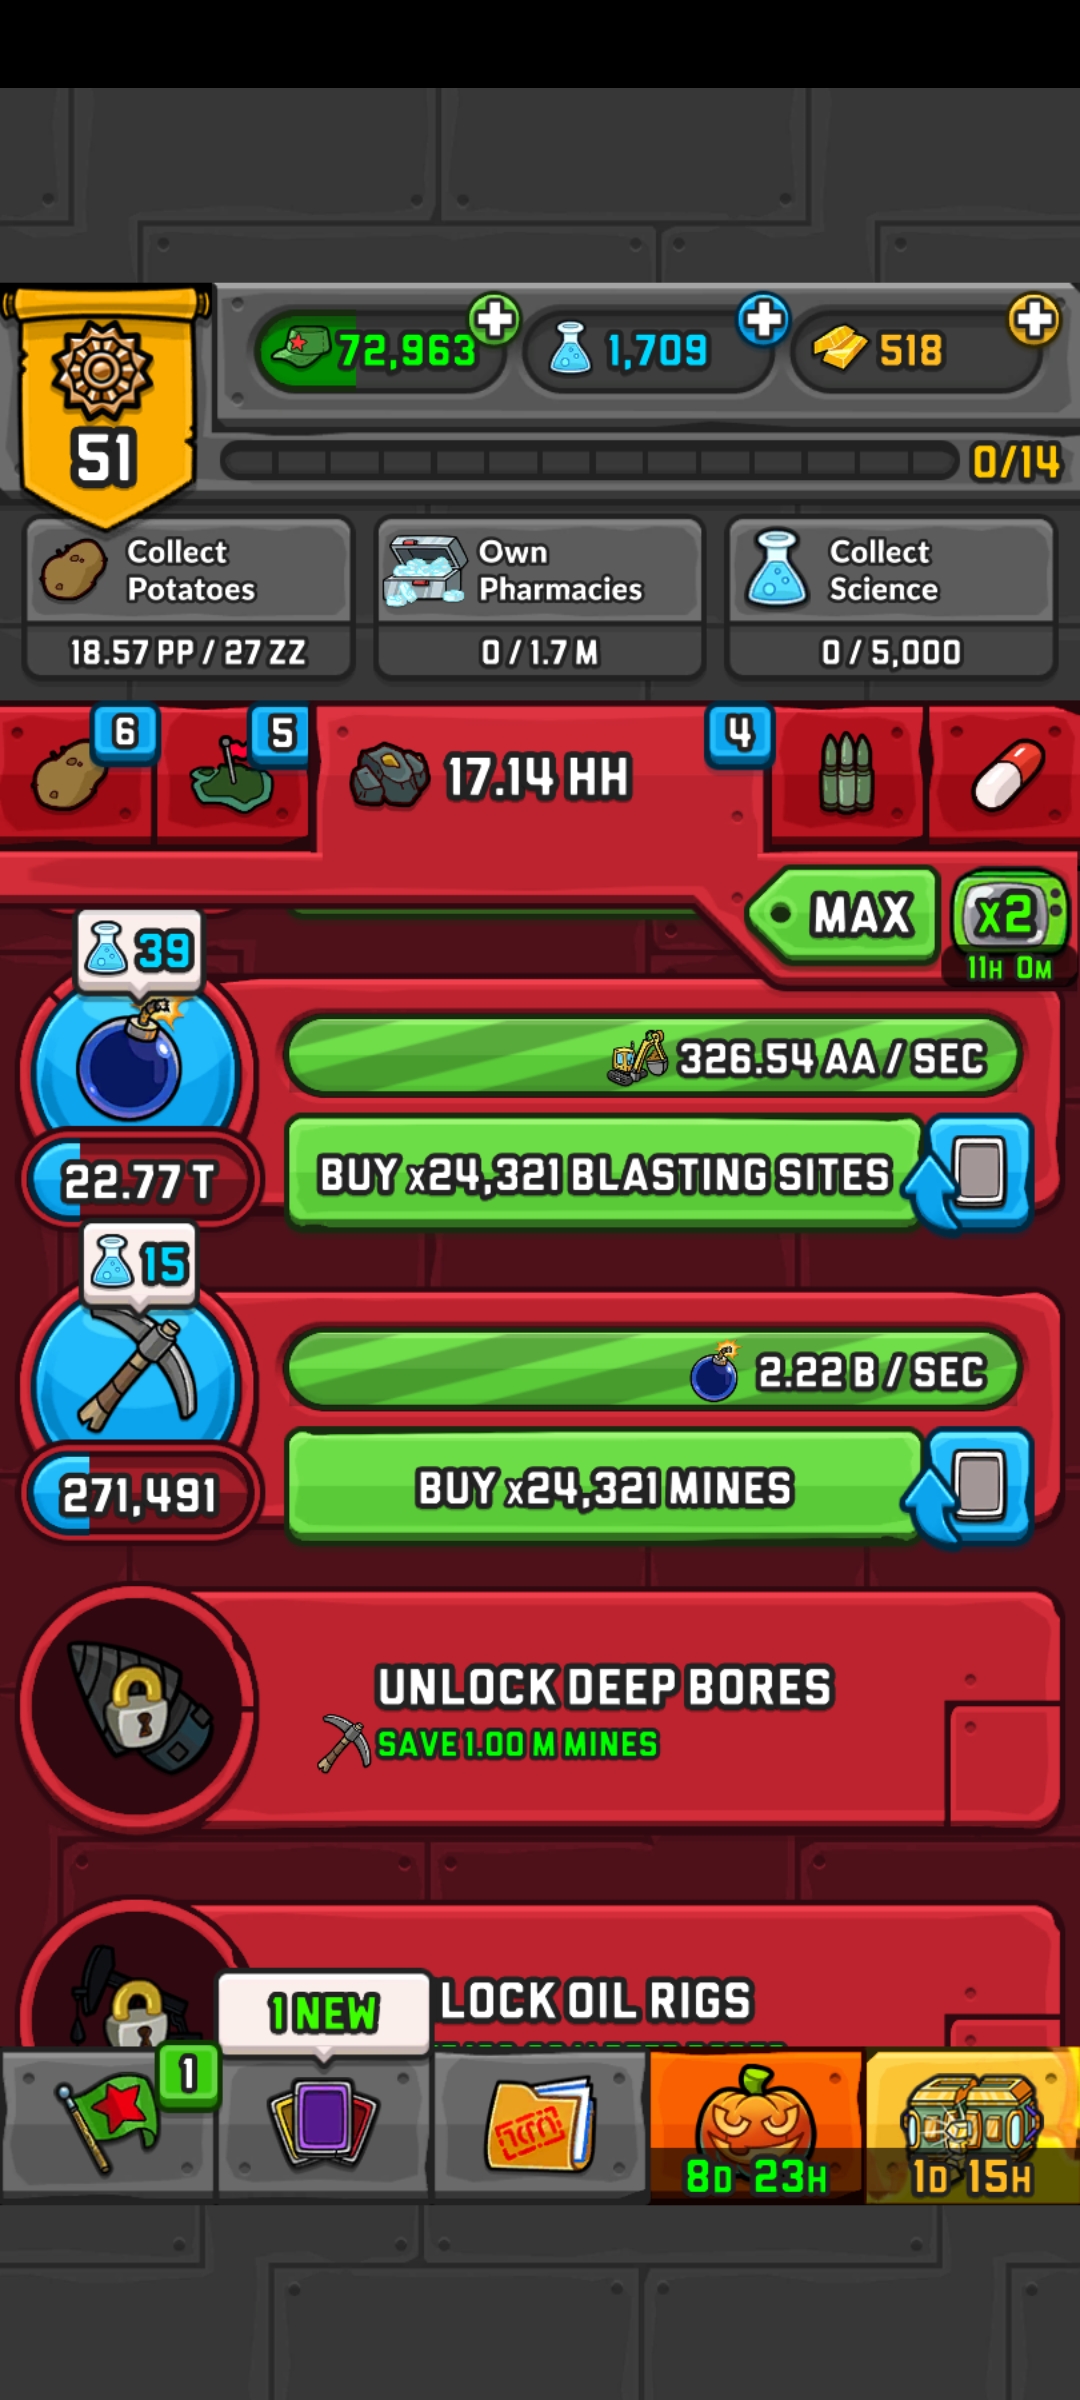 72,963
1,709
518
51
0/14
Collect
Potatoes
Own
Pharmacies
Collect
Science
18.57 PP / 27 ZZ
0 / 1.7 M
0 / 5,000
6
5
17.14 HH
4
MAX
x2
11H 0M
39
326.54 AA / SEC
22.77 T
BUY x24,321 BLASTING SITES
15
2.22 B / SEC
271,491
BUY x24,321 MINES
UNLOCK DEEP BORES
SAVE 1.00 M MINES
LOCK OIL RIGS
1 NEW
1
8D 23H
1D 15H